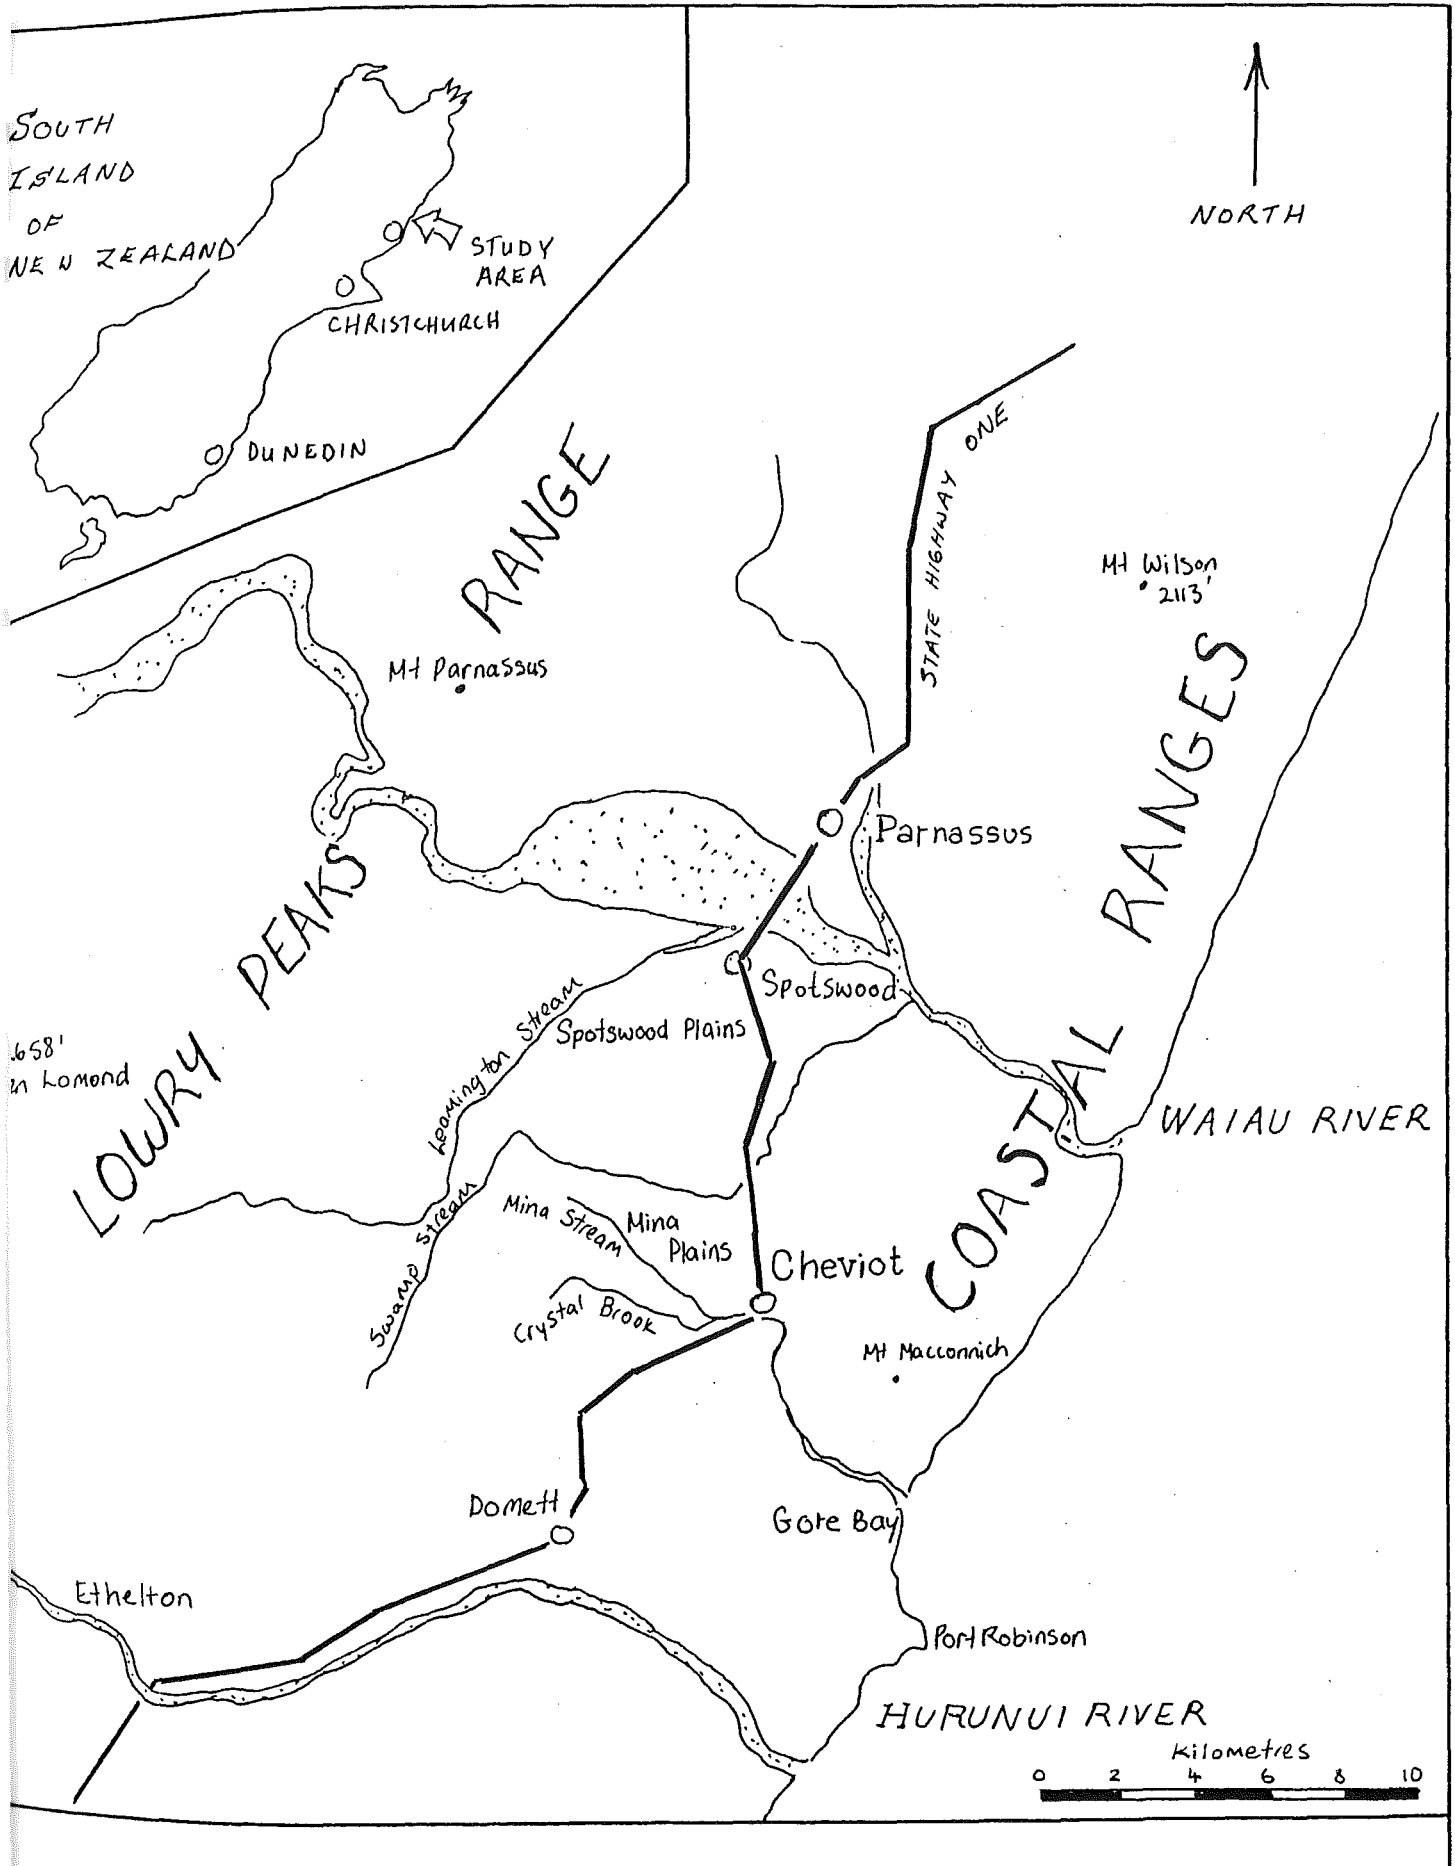 SOUTH
ISLAND
OF
NEW ZEALAND
STUDY
AREA
CHRISTCHURCH
DUNEDIN
NORTH
STATE HIGHWAY ONE
Mt Wilson
2113'
LOWRY PEAKS RANGE
Mt Parnassus
Parnassus
COASTAL RANGES
Spotswood
Spotswood Plains
Leamington Stream
658'
Lomond
WAIAU RIVER
Swamp Stream
Mina Stream
Mina
Plains
Cheviot
Crystal Brook
Mt Macconnich
Domett
Gore Bay
Ethelton
Port Robinson
HURUNUI RIVER
Kilometres
0 2 4 6 8 10